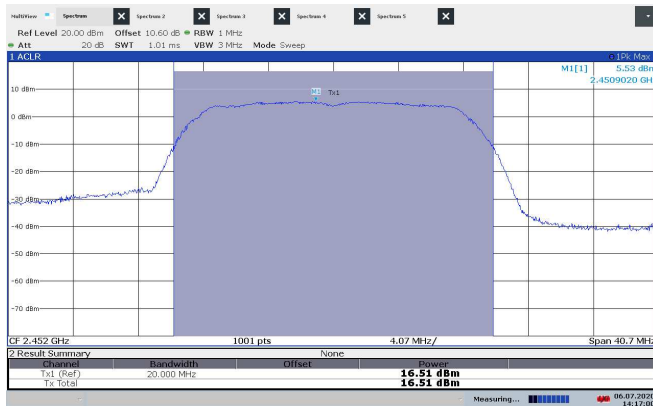 MultiView Spectrum Spectrum 2 Spectrum 3 Spectrum 4 Spectrum 5
Ref Level 20.00 dBm Offset 10.60 dB RBW 1 MHz
Att 20 dB SWT 1.01 ms VBW 3 MHz Mode Sweep
1 ACLR 1Pk Max
M1[1] 5.53 dBm
2.4509020 GH
10 dBm
M1 Tx1
0 dBm
-10 dBm
-20 dBm
-30 dBm
-40 dBm
-50 dBm
-60 dBm
-70 dBm
CF 2.452 GHz 1001 pts 4.07 MHz/ Span 40.7 MHz
2 Result Summary None
Channel Bandwidth Offset Power
Tx1 (Ref) 20.000 MHz 16.51 dBm
Tx Total 16.51 dBm
Measuring... 06.07.2020
14:17:00